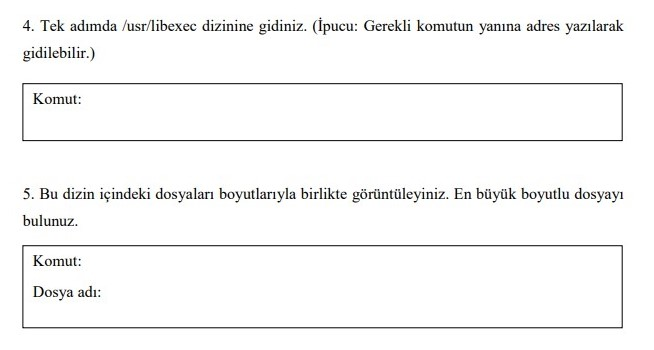 4. Tek adımda /usr/libexec dizinine gidiniz. (İpucu: Gerekli komutun yanına adres yazılarak
gidilebilir.)
Komut:
5. Bu dizin içindeki dosyaları boyutlarıyla birlikte görüntüleyiniz. En büyük boyutlu dosyayı
bulunuz.
Komut:
Dosya adı: